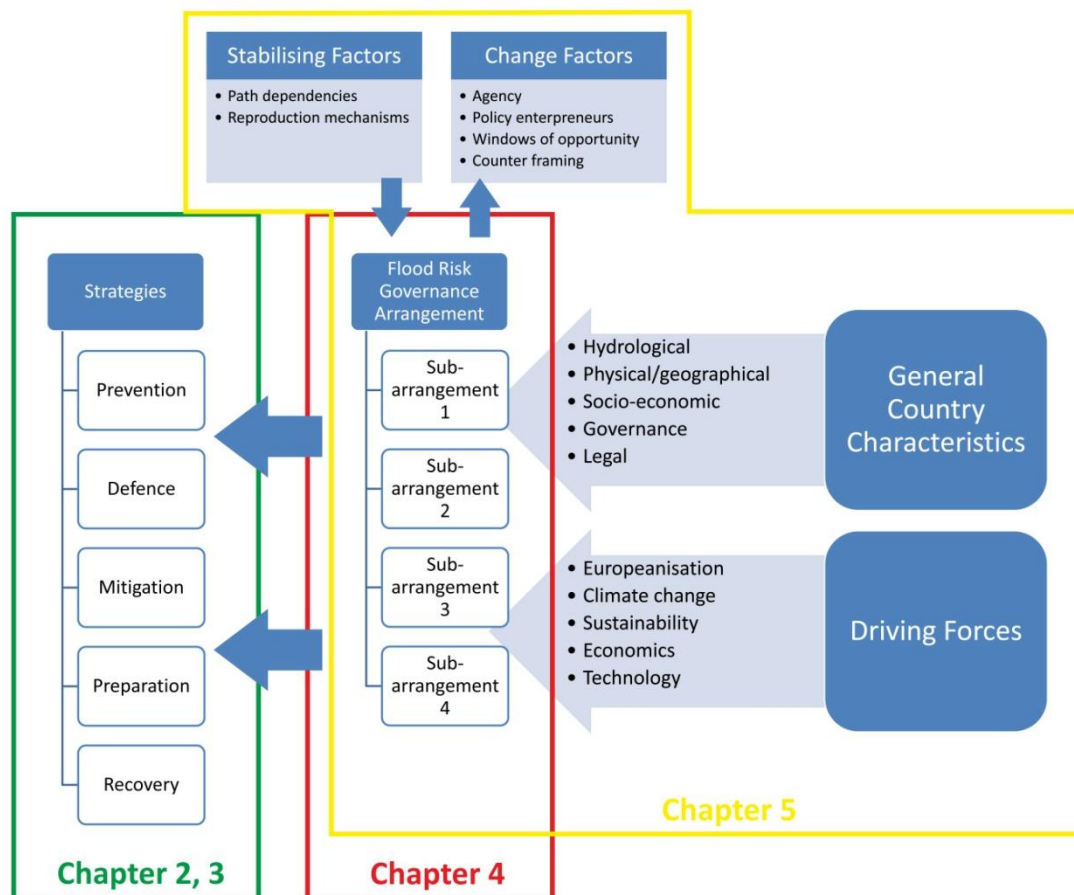 Stabilising Factors
• Path dependencies
• Reproduction mechanisms
Change Factors
• Agency
• Policy enterpreneurs
• Windows of opportunity
• Counter framing
Strategies
Prevention
Defence
Mitigation
Preparation
Recovery
Flood Risk
Governance
Arrangement
Sub-
arrangement
1
Sub-
arrangement
2
Sub-
arrangement
3
Sub-
arrangement
4
• Hydrological
• Physical/geographical
• Socio-economic
• Governance
• Legal
General
Country
Characteristics
• Europeanisation
• Climate change
• Sustainability
• Economics
• Technology
Driving Forces
Chapter 5
Chapter 2, 3
Chapter 4